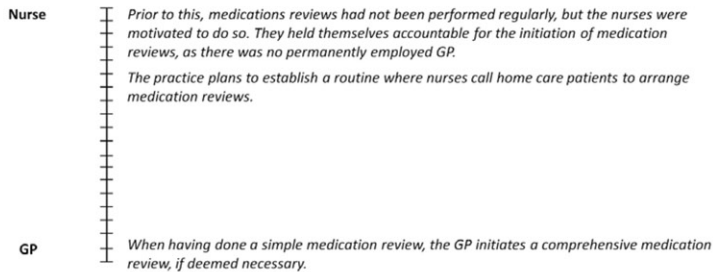 Nurse
Prior to this, medications reviews had not been performed regularly, but the nurses were
motivated to do so. They held themselves accountable for the initiation of medication
reviews, as there was no permanently employed GP.
The practice plans to establish a routine where nurses call home care patients to arrange
medication reviews.
GP
When having done a simple medication review, the GP initiates a comprehensive medication
review, if deemed necessary.